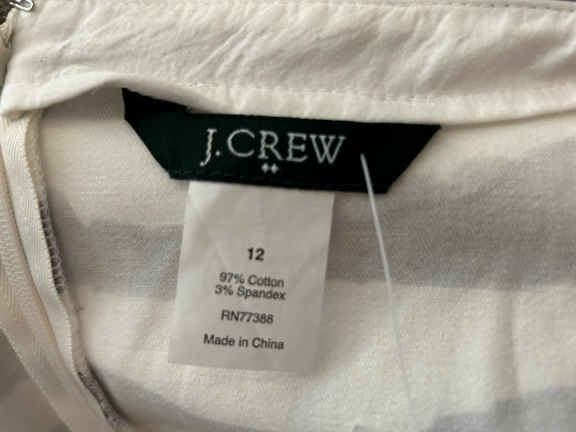 J.CREW
12
97% Cotton
3% Spandex
RN77388
Made in China